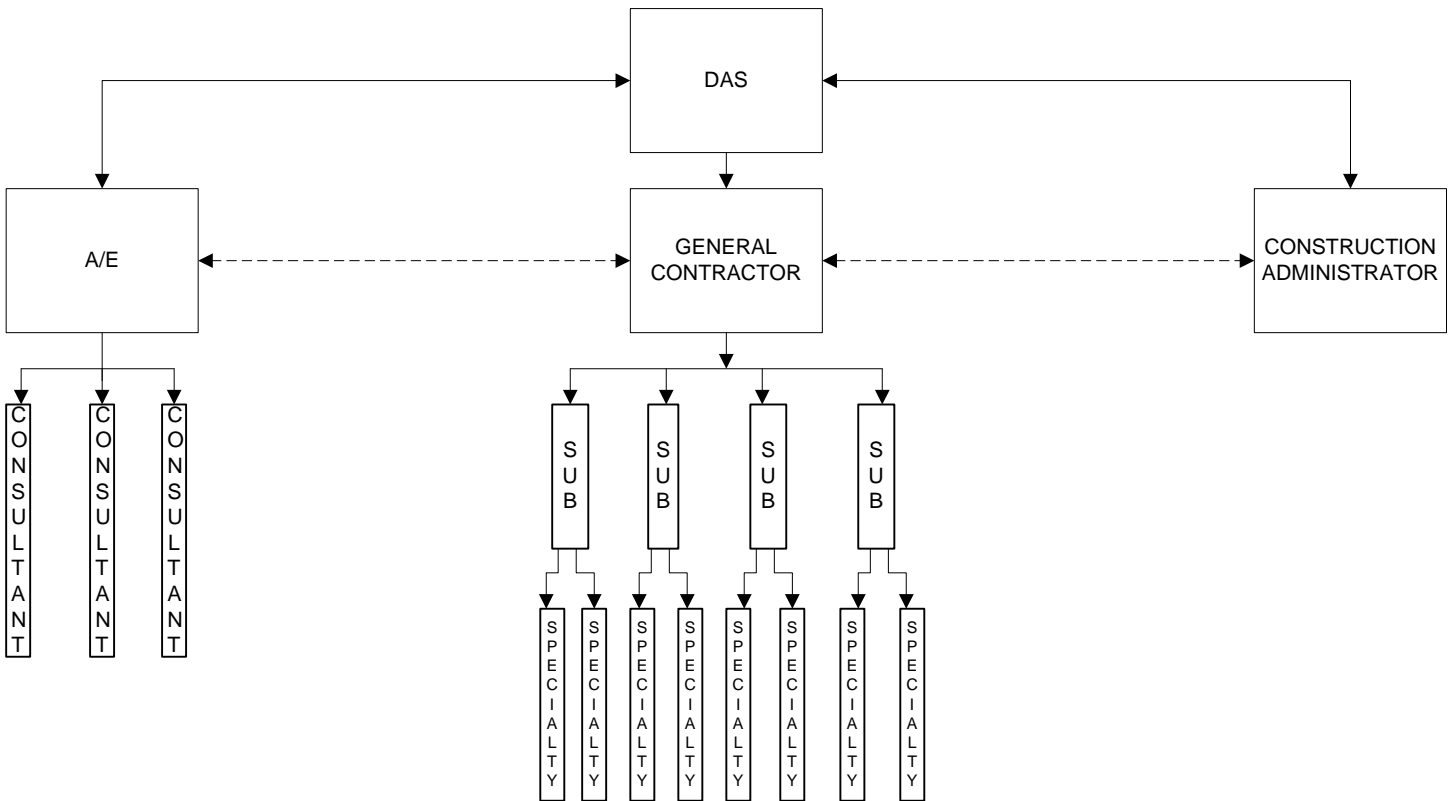 DAS
A/E
GENERAL
CONTRACTOR
CONSTRUCTION
ADMINISTRATOR
CONSULTANT
CONSULTANT
CONSULTANT
SUB
SUB
SUB
SUB
SPECIALTY
SPECIALTY
SPECIALTY
SPECIALTY
SPECIALTY
SPECIALTY
SPECIALTY
SPECIALTY